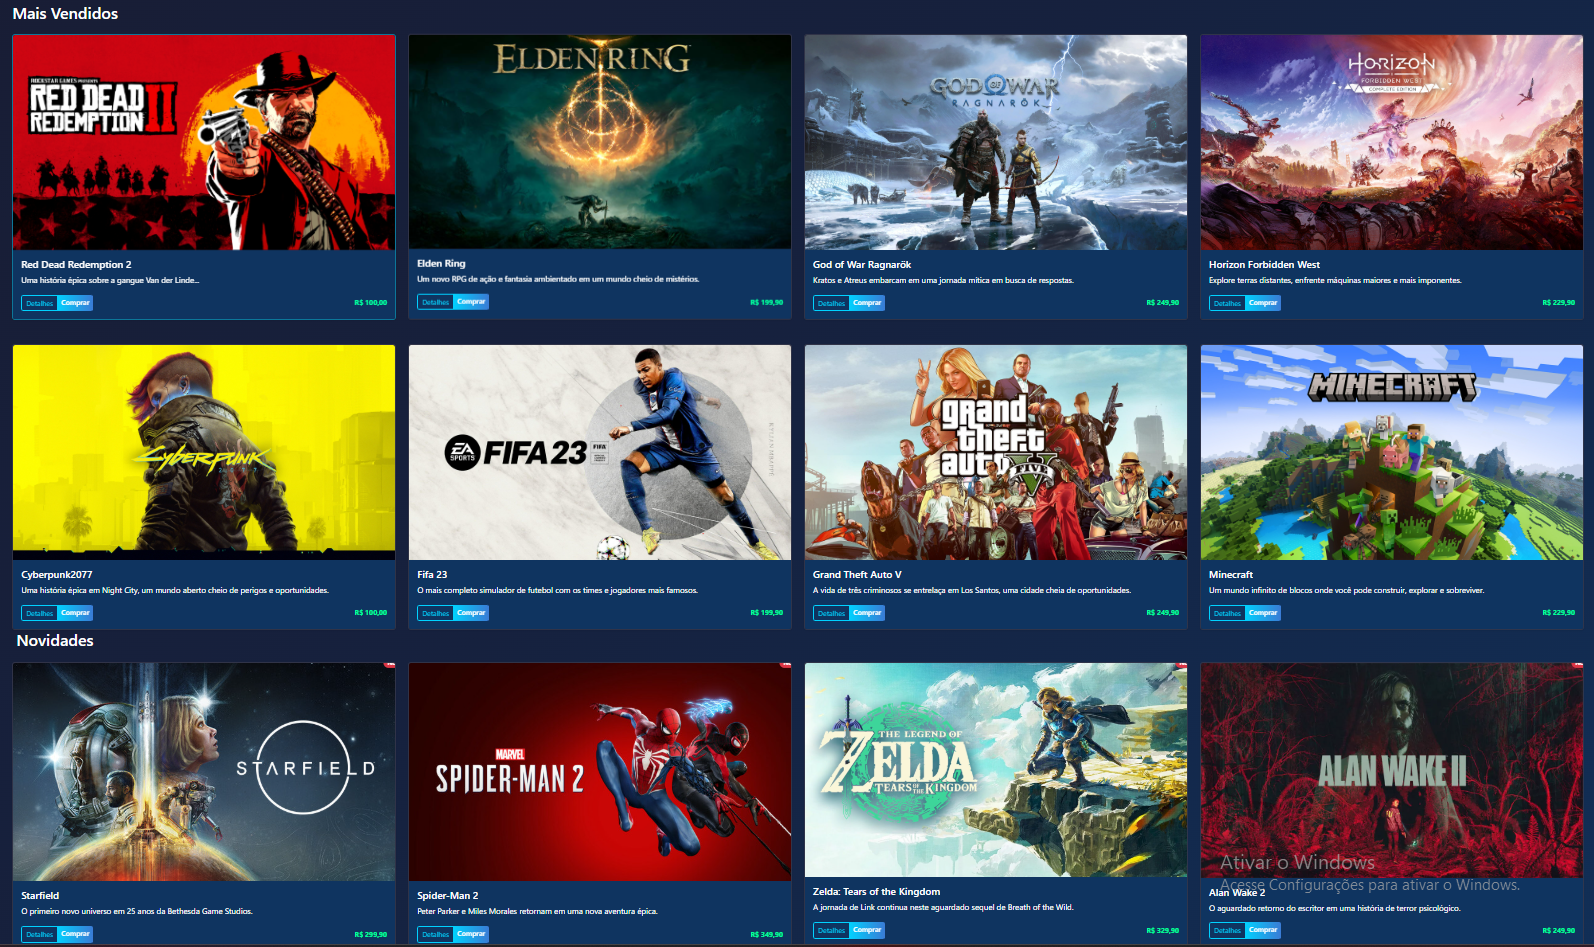 Mais Vendidos
ROCKSTAR GAMES PRESENTS
RED DEAD
REDEMPTION II
ELDEN RING
GOD OF WAR
RAGNARÖK
HORIZON
FORBIDDEN WEST
COMPLETE EDITION
Red Dead Redemption 2
Uma história épica sobre a gangue Van der Linde...
Detalhes Comprar R$ 100,00
Elden Ring
Um novo RPG de ação e fantasia ambientado em um mundo cheio de mistérios.
Detalhes Comprar R$ 199,90
God of War Ragnarök
Kratos e Atreus embarcam em uma jornada mítica em busca de respostas.
Detalhes Comprar R$ 249,90
Horizon Forbidden West
Explore terras distantes, enfrente máquinas maiores e mais imponentes.
Detalhes Comprar R$ 229,90
Cyberpunk
EA
SPORTS
FIFA 23
FIFA
grand
theft
auto
FIVE
V
MINECRAFT
Cyberpunk2077
Uma história épica em Night City, um mundo aberto cheio de perigos e oportunidades.
Detalhes Comprar R$ 100,00
Fifa 23
O mais completo simulador de futebol com os times e jogadores mais famosos.
Detalhes Comprar R$ 199,90
Grand Theft Auto V
A vida de três criminosos se entrelaça em Los Santos, uma cidade cheia de oportunidades.
Detalhes Comprar R$ 249,90
Minecraft
Um mundo infinito de blocos onde você pode construir, explorar e sobreviver.
Detalhes Comprar R$ 229,90
Novidades
STARFIELD
MARVEL
SPIDER-MAN 2
THE LEGEND OF
ZELDA
TEARS OF THE KINGDOM
ALAN WAKE II
Starfield
O primeiro novo universo em 25 anos da Bethesda Game Studios.
Detalhes Comprar R$ 299,90
Spider-Man 2
Peter Parker e Miles Morales retornam em uma nova aventura épica.
Detalhes Comprar R$ 349,90
Zelda: Tears of the Kingdom
A jornada de Link continua neste aguardado sequel de Breath of the Wild.
Detalhes Comprar R$ 329,90
Alan Wake 2
O aguardado retorno do escritor em uma história de terror psicológico.
Detalhes Comprar R$ 249,90
Ativar o Windows
Acesse Configurações para ativar o Windows.